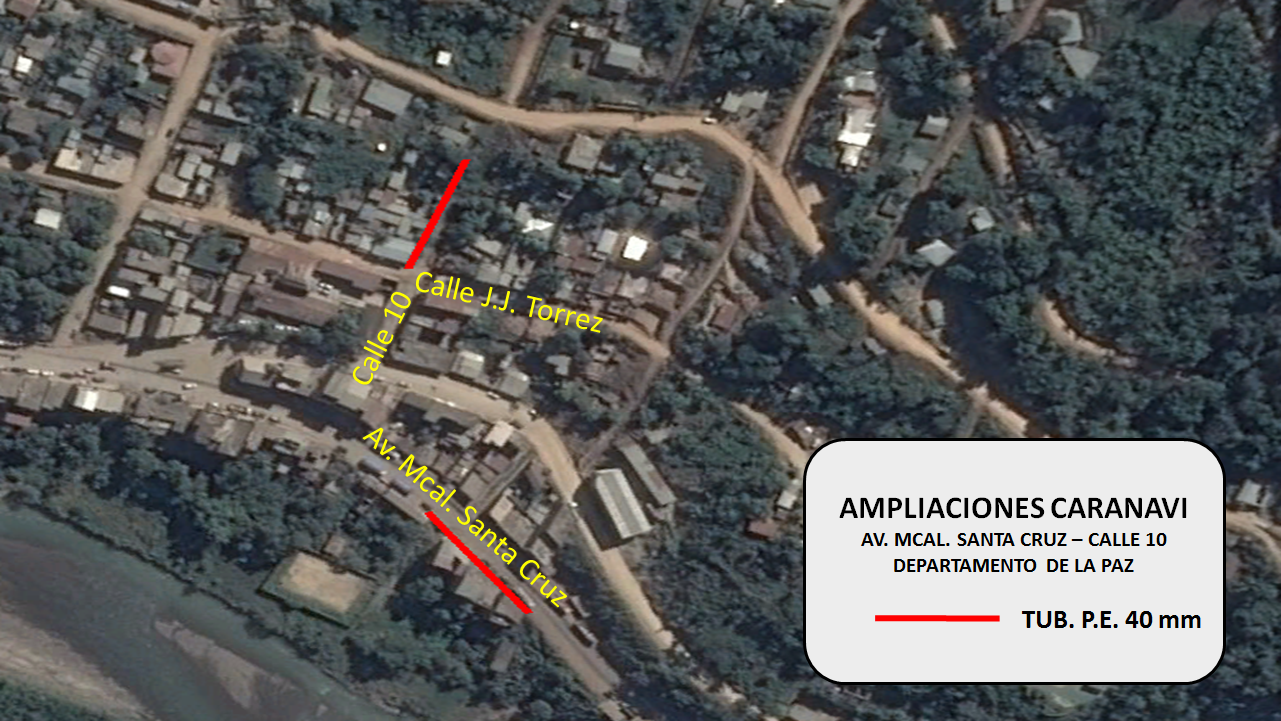 Calle J.J. Torrez
Calle 10
Av. Mcal. Santa Cruz
AMPLIACIONES CARANAVI
AV. MCAL. SANTA CRUZ – CALLE 10
DEPARTAMENTO DE LA PAZ
TUB. P.E. 40 mm